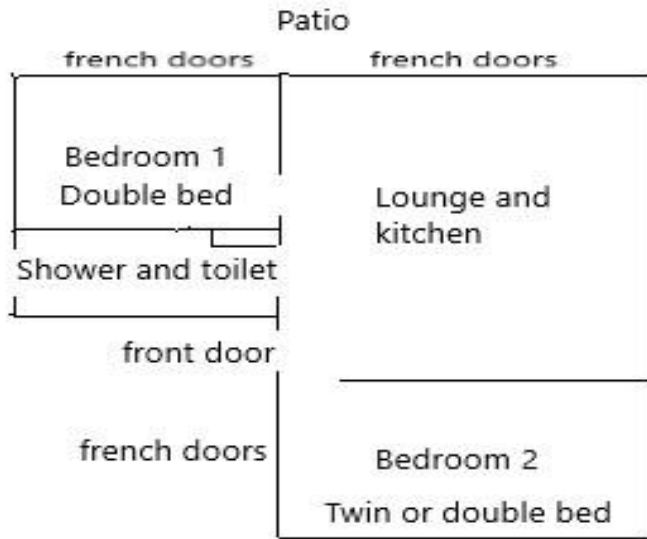 Patio
french doors
french doors
Bedroom 1
Double bed
Lounge and
kitchen
Shower and toilet
front door
french doors
Bedroom 2
Twin or double bed